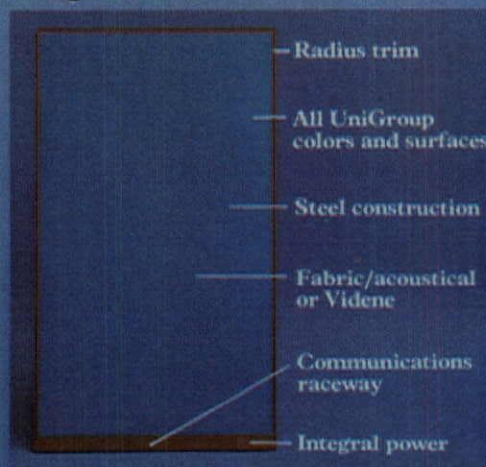 Radius trim
All UniGroup
colors and surfaces
Steel construction
Fabric/acoustical
or Videne
Communications
raceway
Integral power